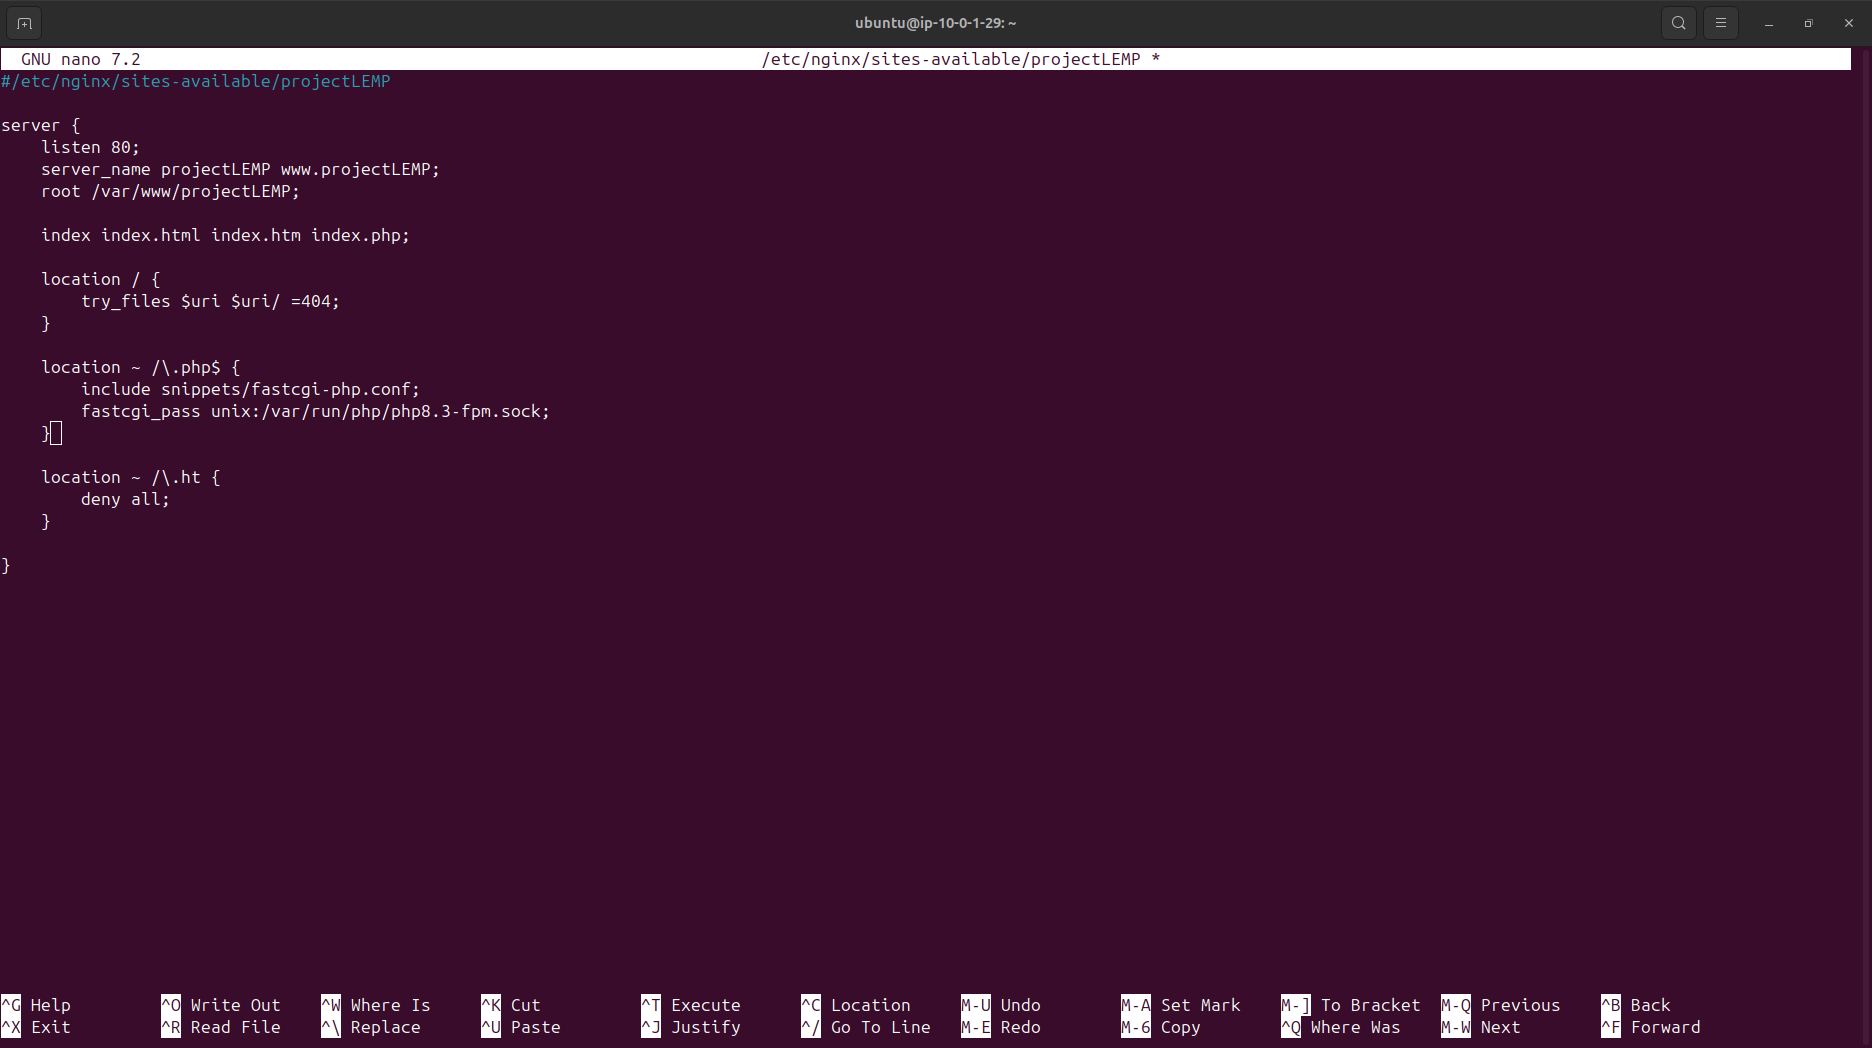 ubuntu@ip-10-0-1-29: ~
GNU nano 7.2 /etc/nginx/sites-available/projectLEMP *
#/etc/nginx/sites-available/projectLEMP
server {
    listen 80;
    server_name projectLEMP www.projectLEMP;
    root /var/www/projectLEMP;
    index index.html index.htm index.php;
    location / {
        try_files $uri $uri/ =404;
    }
    location ~ /\.php$ {
        include snippets/fastcgi-php.conf;
        fastcgi_pass unix:/var/run/php/php8.3-fpm.sock;
    }
    location ~ /\.ht {
        deny all;
    }
}
^G Help ^O Write Out ^W Where Is ^K Cut ^T Execute ^C Location M-U Undo M-A Set Mark M-] To Bracket M-Q Previous ^B Back
^X Exit ^R Read File ^\ Replace ^U Paste ^J Justify ^/ Go To Line M-E Redo M-6 Copy ^Q Where Was M-W Next ^F Forward